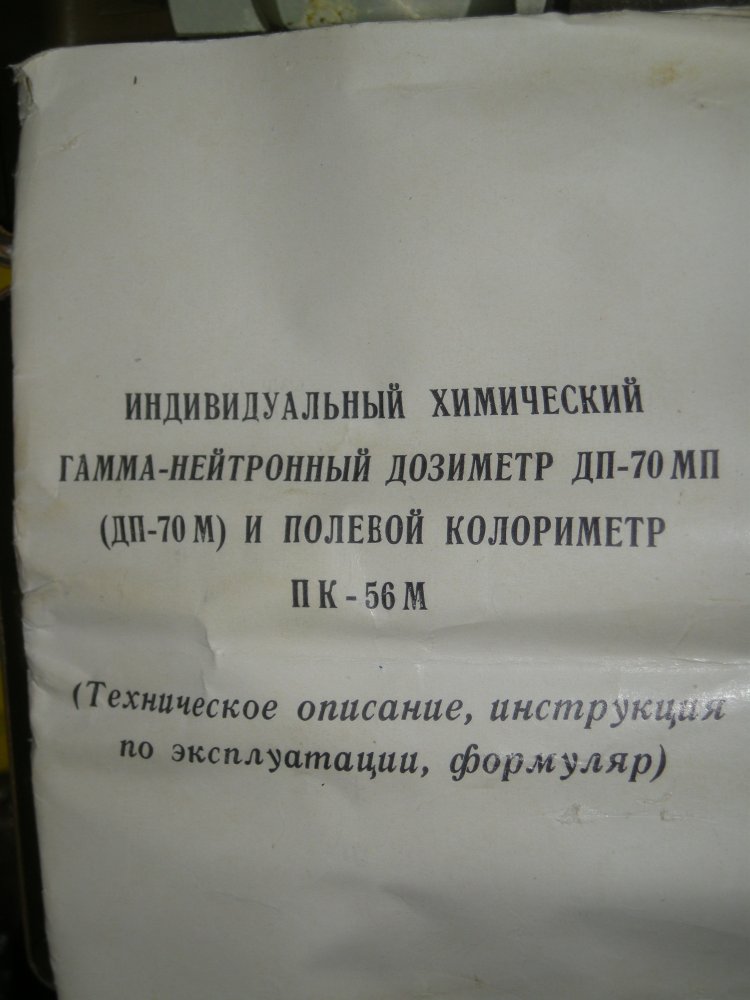 ИНДИВИДУАЛЬНЫЙ ХИМИЧЕСКИЙ
ГАММА-НЕЙТРОННЫЙ ДОЗИМЕТР ДП-70 МП
(ДП-70 М) И ПОЛЕВОЙ КОЛОРИМЕТР
ПК - 56 М
(Техническое описание, инструкция
по эксплуатации, формуляр)